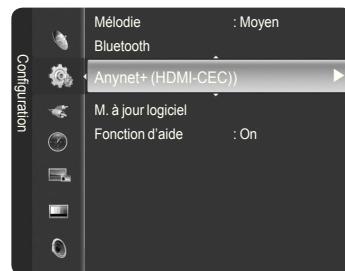 Configuration
Mélodie : Moyen
Bluetooth
Anynet+ (HDMI-CEC))
M. à jour logiciel
Fonction d'aide : On